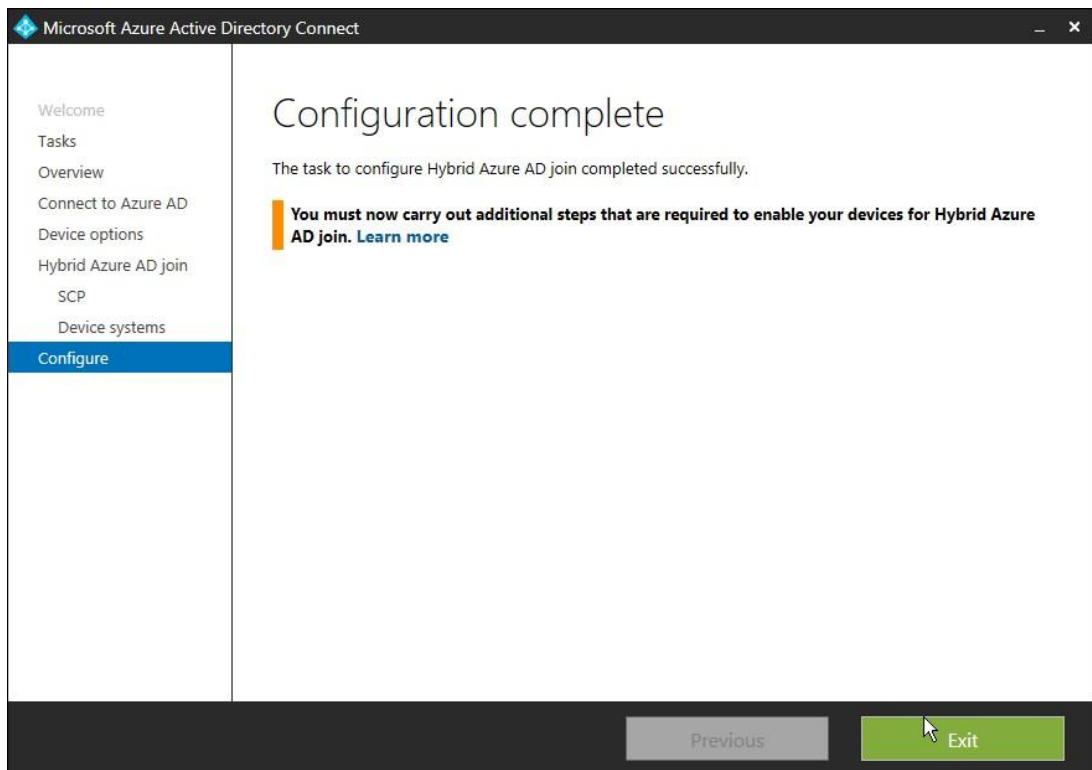 Microsoft Azure Active Directory Connect
Welcome
Tasks
Overview
Connect to Azure AD
Device options
Hybrid Azure AD join
SCP
Device systems
Configure
Configuration complete
The task to configure Hybrid Azure AD join completed successfully.
You must now carry out additional steps that are required to enable your devices for Hybrid Azure
AD join. Learn more
Previous
Exit